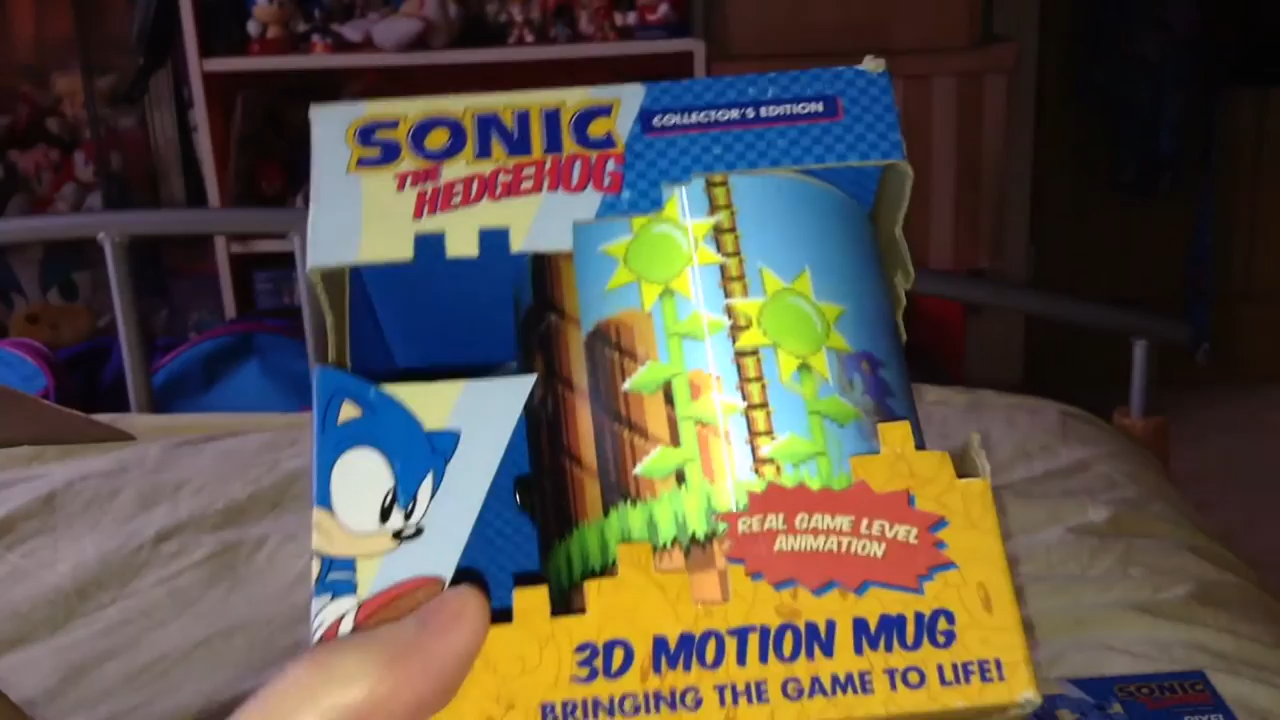 SONIC
THE
HEDGEHOG
COLLECTOR'S EDITION
REAL GAME LEVEL
ANIMATION
3D MOTION MUG
BRINGING THE GAME TO LIFE!
SONIC